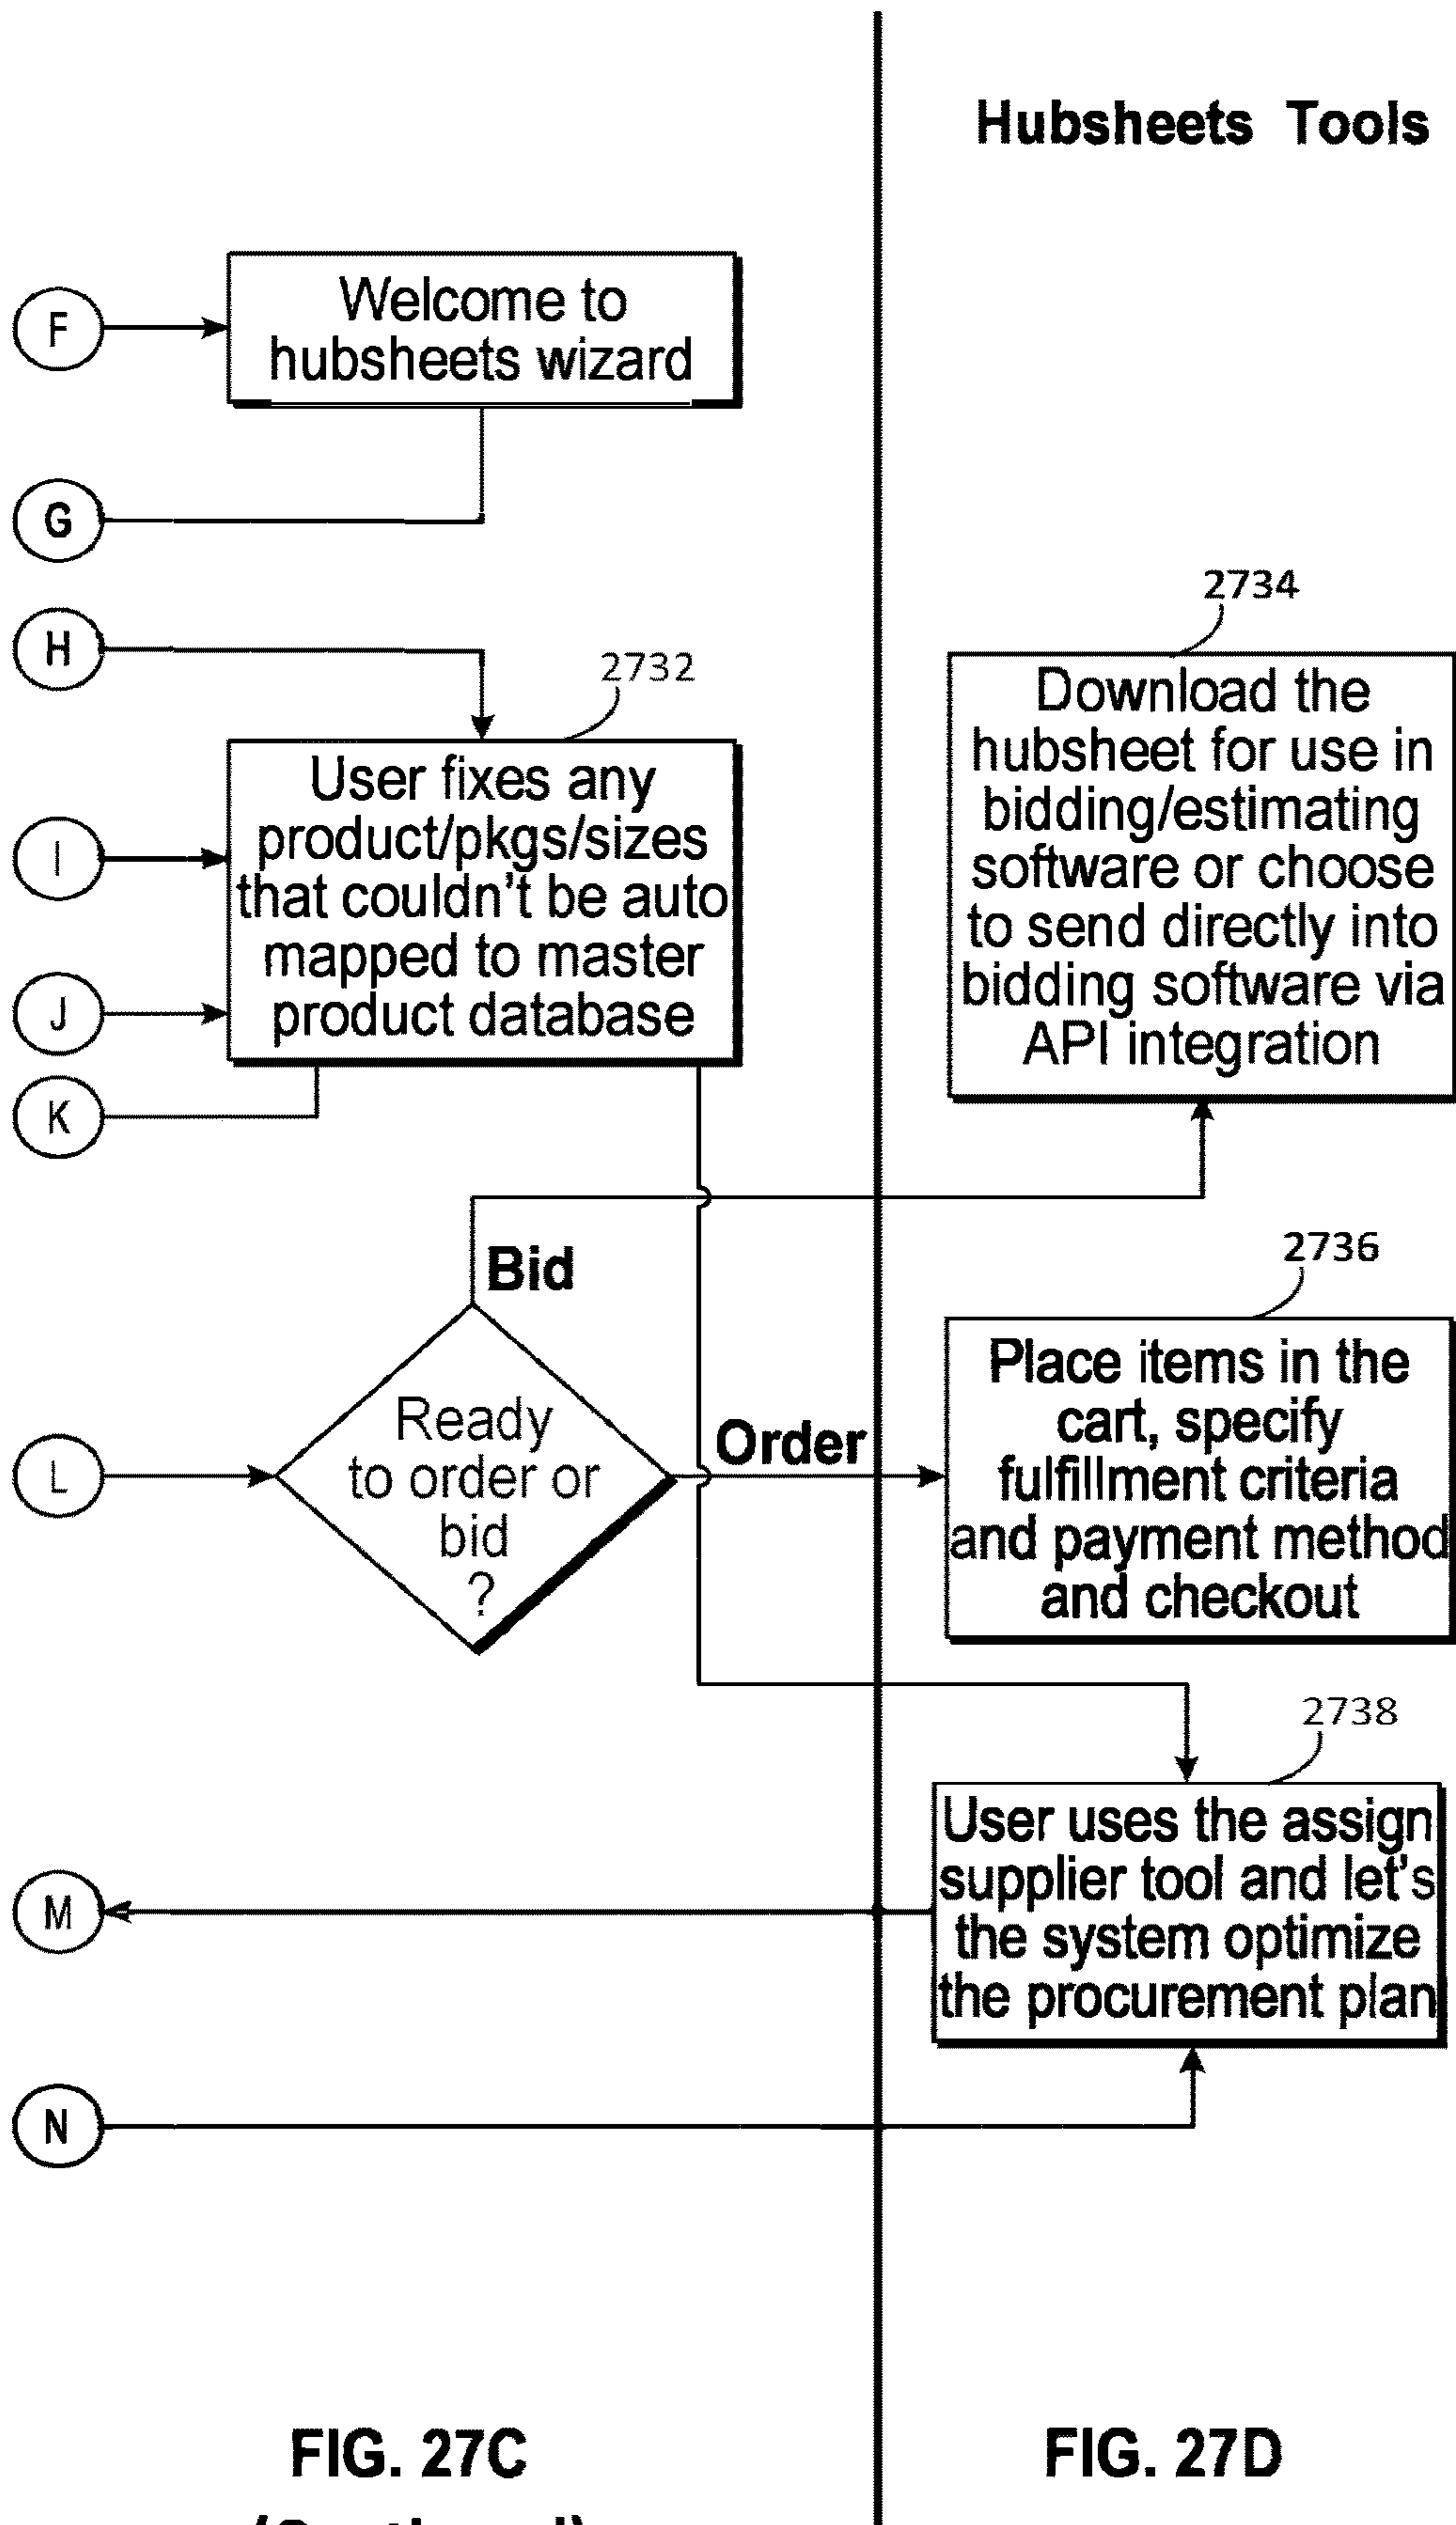 Hubsheets Tools
F
Welcome to
hubsheets wizard
G
H
2732
User fixes any
product/pkgs/sizes
that couldn't be auto
mapped to master
product database
I
J
K
2734
Download the
hubsheet for use in
bidding/estimating
software or choose
to send directly into
bidding software via
API integration
Bid
L
Ready
to order or
bid
?
Order
2736
Place items in the
cart, specify
fulfillment criteria
and payment method
and checkout
2738
User uses the assign
supplier tool and let's
the system optimize
the procurement plan
M
N
FIG. 27C
FIG. 27D